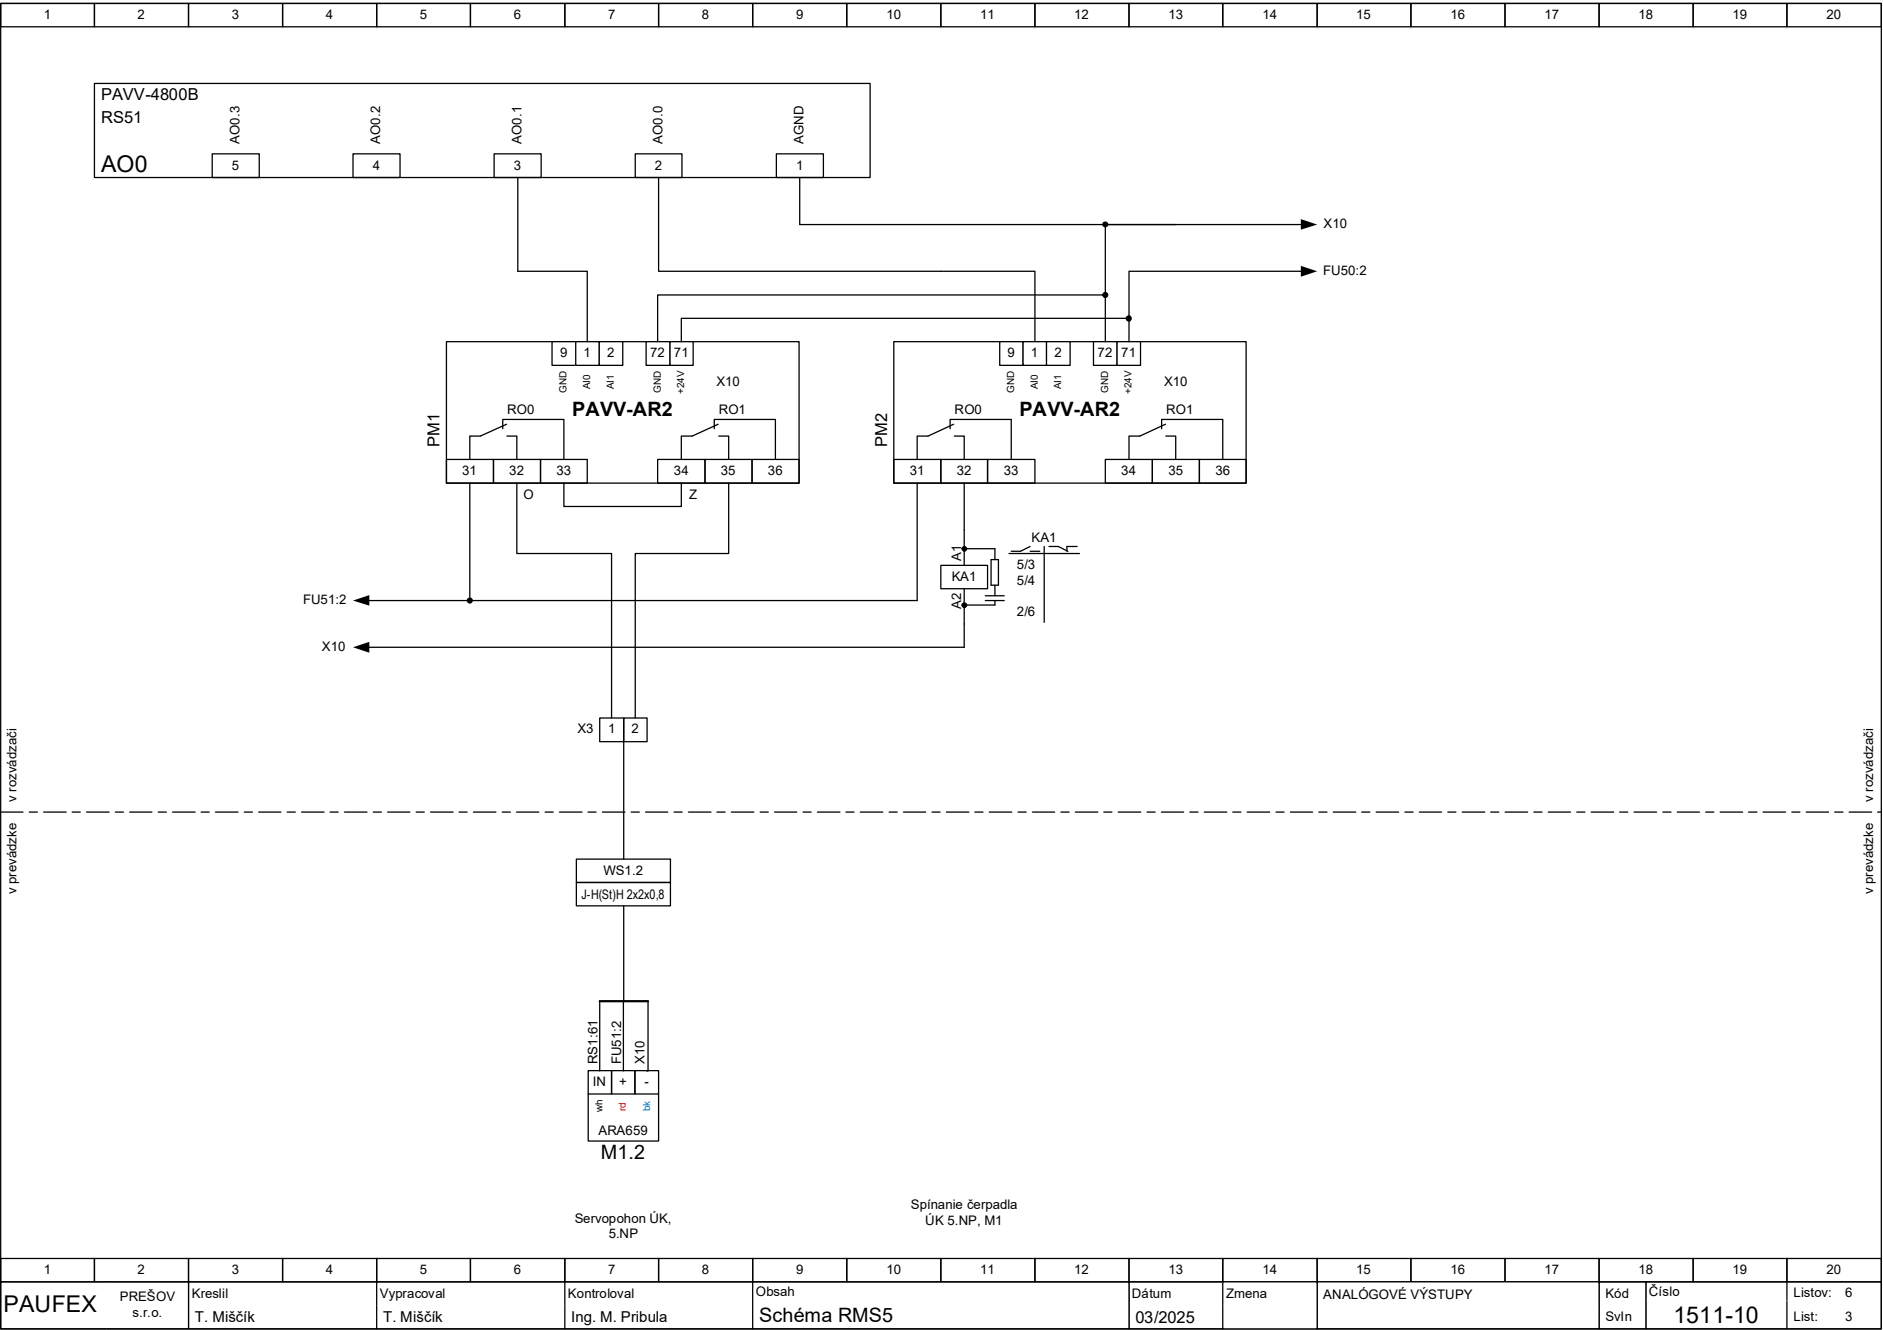 1 2 3 4 5 6 7 8 9 10 11 12 13 14 15 16 17 18 19 20
PAVV-4800B
RS51
AO0
AO0.3
AO0.2
AO0.1
AO0.0
AGND
5 4 3 2 1
X10
FU50:2
9 1 2 72 71
GND AI0 AI1 GND +24V
X10
PAVV-AR2
PM1
RO0 RO1
31 32 33 34 35 36
O Z
9 1 2 72 71
GND AI0 AI1 GND +24V
X10
PAVV-AR2
PM2
RO0 RO1
31 32 33 34 35 36
A1
KA1
A2
KA1
5/3
5/4
2/6
FU51:2
X10
X3 1 2
v rozvádzači
v rozvádzači
v prevádzke
v prevádzke
WS1.2
J-H(St)H 2x2x0,8
RS1:61
FU51:2
X10
IN + -
wh rd bk
ARA659
M1.2
Servopohon ÚK,
5.NP
Spínanie čerpadla
ÚK 5.NP, M1
1 2 3 4 5 6 7 8 9 10 11 12 13 14 15 16 17 18 19 20
PAUFEX
PREŠOV
s.r.o.
Kreslil
T. Miščík
Vypracoval
T. Miščík
Kontroloval
Ing. M. Pribula
Obsah
Schéma RMS5
Dátum
03/2025
Zmena
ANALÓGOVÉ VÝSTUPY
Kód
SvIn
Číslo
1511-10
Listov: 6
List: 3